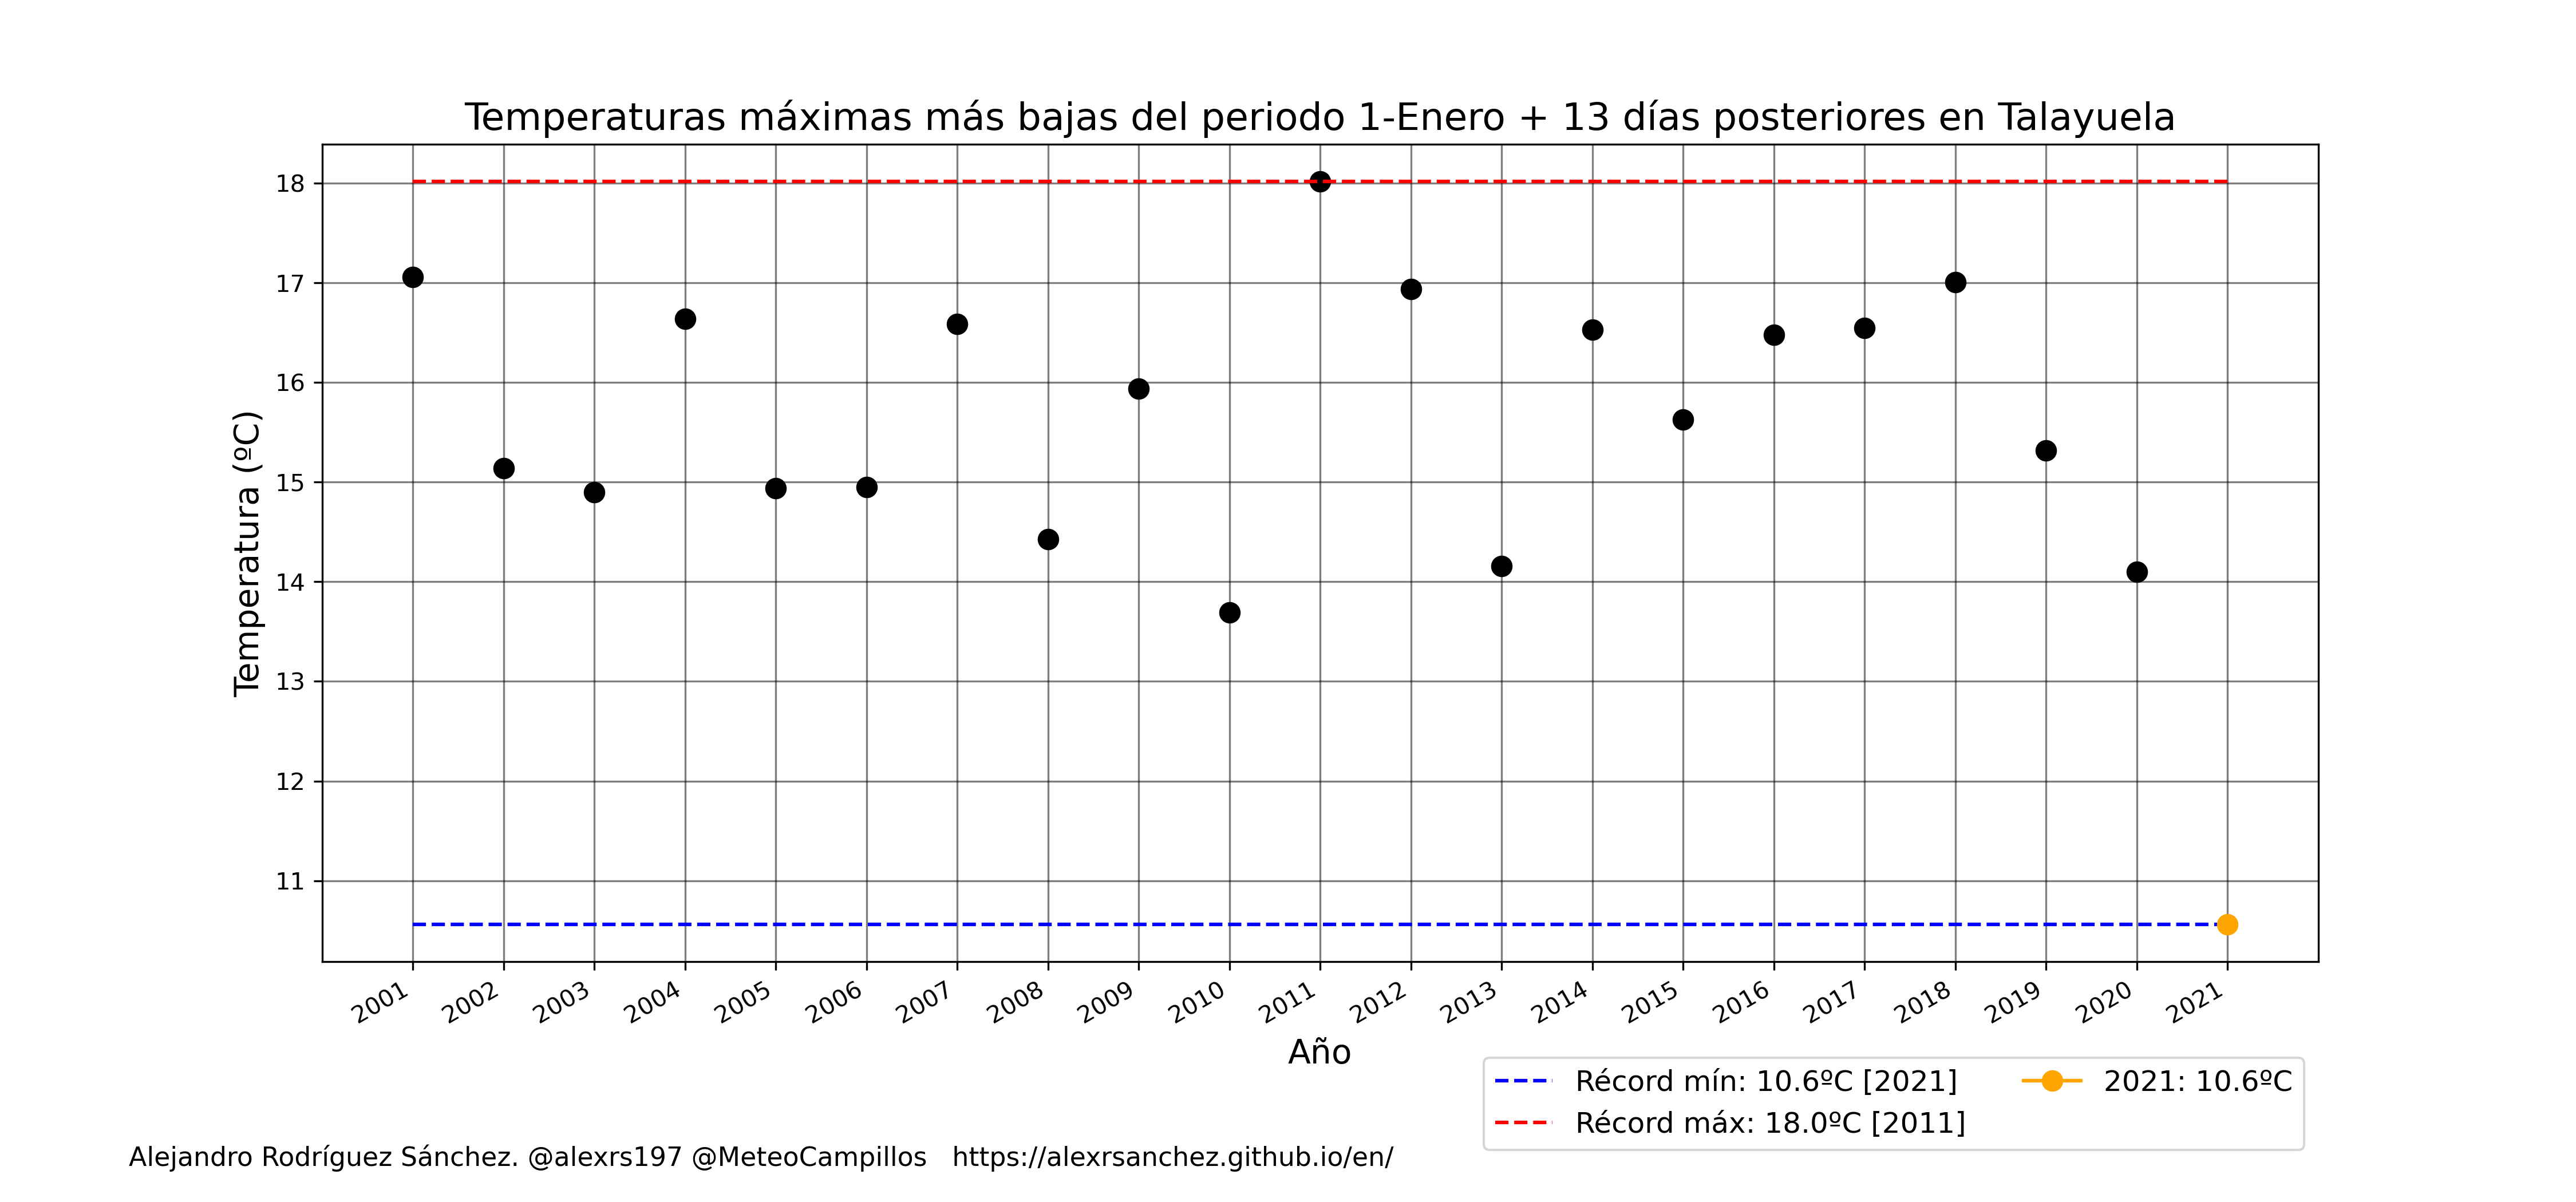 Temperaturas máximas más bajas del periodo 1-Enero + 13 días posteriores en Talayuela
Temperatura (ºC)
18
17
16
15
14
13
12
11
2001 2002 2003 2004 2005 2006 2007 2008 2009 2010 2011 2012 2013 2014 2015 2016 2017 2018 2019 2020 2021
Año
Récord mín: 10.6ºC [2021]
Récord máx: 18.0ºC [2011]
2021: 10.6ºC
Alejandro Rodríguez Sánchez. @alexrs197 @MeteoCampillos https://alexrsanchez.github.io/en/